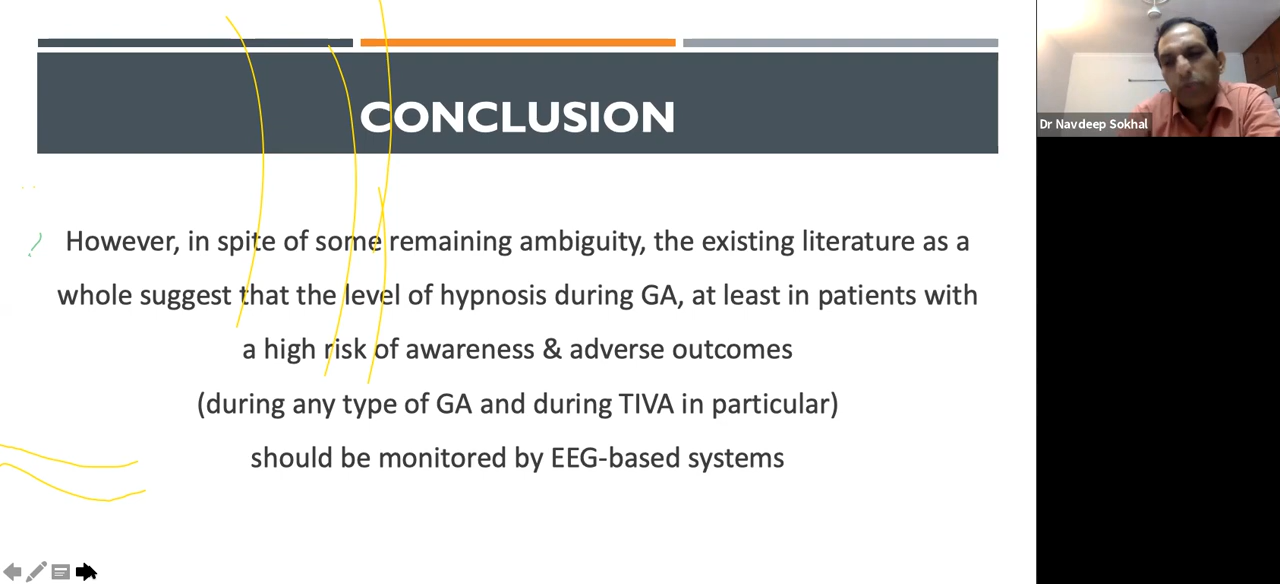 CONCLUSION
However, in spite of some remaining ambiguity, the existing literature as a
whole suggest that the level of hypnosis during GA, at least in patients with
a high risk of awareness & adverse outcomes
(during any type of GA and during TIVA in particular)
should be monitored by EEG-based systems
Dr Navdeep Sokhal